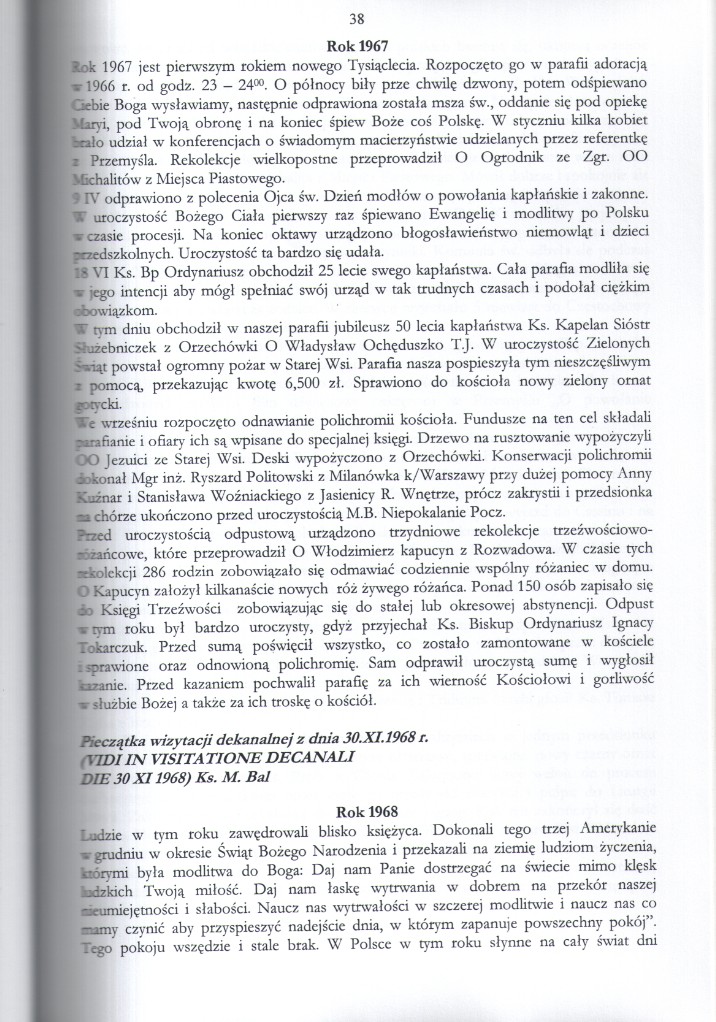 38
Rok 1967
Rok 1967 jest pierwszym rokiem nowego Tysiąclecia. Rozpoczęto go w parafii adoracją
w 1966 r. od godz. 23 – 24⁰⁰. O północy biły prze chwilę dzwony, potem odśpiewano
Ciebie Boga wysławiamy, następnie odprawiona została msza św., oddanie się pod opiekę
Maryi, pod Twoją obronę i na koniec śpiew Boże coś Polskę. W styczniu kilka kobiet
brało udział w konferencjach o świadomym macierzyństwie udzielanych przez referentkę
z Przemyśla. Rekolekcje wielkopostne przeprowadził O Ogrodnik ze Zgr. OO
Michalitów z Miejsca Piastowego.
9 IV odprawiono z polecenia Ojca św. Dzień modłów o powołania kapłańskie i zakonne.
W uroczystość Bożego Ciała pierwszy raz śpiewano Ewangelię i modlitwy po Polsku
w czasie procesji. Na koniec oktawy urządzono błogosławieństwo niemowląt i dzieci
przedszkolnych. Uroczystość ta bardzo się udała.
18 VI Ks. Bp Ordynariusz obchodził 25 lecie swego kapłaństwa. Cała parafia modliła się
w jego intencji aby mógł spełniać swój urząd w tak trudnych czasach i podołał ciężkim
obowiązkom.
W tym dniu obchodził w naszej parafii jubileusz 50 lecia kapłaństwa Ks. Kapelan Sióstr
Służebniczek z Orzechówki O Władysław Ochęduszko T.J. W uroczystość Zielonych
Świąt powstał ogromny pożar w Starej Wsi. Parafia nasza pospieszyła tym nieszczęśliwym
z pomocą, przekazując kwotę 6,500 zł. Sprawiono do kościoła nowy zielony ornat
gotycki.
We wrześniu rozpoczęto odnawianie polichromii kościoła. Fundusze na ten cel składali
parafianie i ofiary ich są wpisane do specjalnej księgi. Drzewo na rusztowanie wypożyczyli
OO Jezuici ze Starej Wsi. Deski wypożyczono z Orzechówki. Konserwacji polichromii
dokonał Mgr inż. Ryszard Politowski z Milanówka k/Warszawy przy dużej pomocy Anny
Kuźnar i Stanisława Woźniackiego z Jasienicy R. Wnętrze, prócz zakrystii i przedsionka
na chórze ukończono przed uroczystością M.B. Niepokalanie Pocz.
Przed uroczystością odpustową urządzono trzydniowe rekolekcje trzeźwościowo-
różańcowe, które przeprowadził O Włodzimierz kapucyn z Rozwadowa. W czasie tych
rekolekcji 286 rodzin zobowiązało się odmawiać codziennie wspólny różaniec w domu.
O Kapucyn założył kilkanaście nowych róż żywego różańca. Ponad 150 osób zapisało się
do Księgi Trzeźwości zobowiązując się do stałej lub okresowej abstynencji. Odpust
w tym roku był bardzo uroczysty, gdyż przyjechał Ks. Biskup Ordynariusz Ignacy
Tokarczuk. Przed sumą poświęcił wszystko, co zostało zamontowane w kościele
i sprawione oraz odnowioną polichromię. Sam odprawił uroczystą sumę i wygłosił
kazanie. Przed kazaniem pochwalił parafię za ich wierność Kościołowi i gorliwość
w służbie Bożej a także za ich troskę o kościół.
Pieczątka wizytacji dekanalnej z dnia 30.XI.1968 r.
(VIDI IN VISITATIONE DECANALI
DIE 30 XI 1968) Ks. M. Bal
Rok 1968
Ludzie w tym roku zawędrowali blisko księżyca. Dokonali tego trzej Amerykanie
w grudniu w okresie Świąt Bożego Narodzenia i przekazali na ziemię ludziom życzenia,
którymi była modlitwa do Boga: Daj nam Panie dostrzegać na świecie mimo klęsk
ludzkich Twoją miłość. Daj nam łaskę wytrwania w dobrem na przekór naszej
nieumiejętności i słabości. Naucz nas wytrwałości w szczerej modlitwie i naucz nas co
mamy czynić aby przyspieszyć nadejście dnia, w którym zapanuje powszechny pokój”.
Tego pokoju wszędzie i stale brak. W Polsce w tym roku słynne na cały świat dni